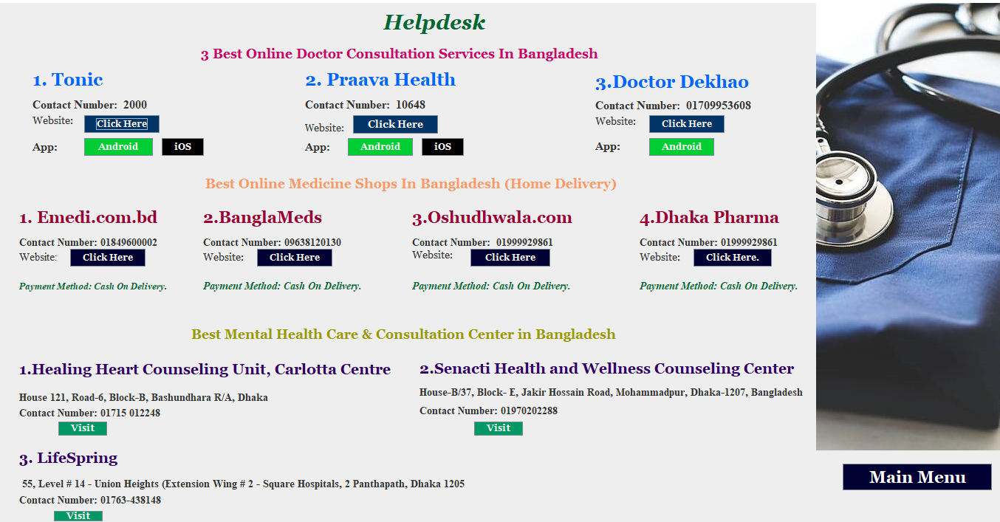 Helpdesk
3 Best Online Doctor Consultation Services In Bangladesh
1. Tonic
Contact Number:  2000
Website: Click Here
App: Android iOS
2. Praava Health
Contact Number:  10648
Website: Click Here
App: Android iOS
3.Doctor Dekhao
Contact Number:  01709953608
Website: Click Here
App: Android
Best Online Medicine Shops In Bangladesh (Home Delivery)
1. Emedi.com.bd
Contact Number: 01849600002
Website: Click Here
Payment Method: Cash On Delivery.
2.BanglaMeds
Contact Number: 09638120130
Website: Click Here
Payment Method: Cash On Delivery.
3.Oshudhwala.com
Contact Number:  01999929861
Website: Click Here
Payment Method: Cash On Delivery.
4.Dhaka Pharma
Contact Number: 01999929861
Website: Click Here.
Payment Method: Cash On Delivery.
Best Mental Health Care & Consultation Center in Bangladesh
1.Healing Heart Counseling Unit, Carlotta Centre
House 121, Road-6, Block-B, Bashundhara R/A, Dhaka
Contact Number: 01715 012248
Visit
2.Senacti Health and Wellness Counseling Center
House-B/37, Block- E, Jakir Hossain Road, Mohammadpur, Dhaka-1207, Bangladesh
Contact Number: 01970202288
Visit
3. LifeSpring
55, Level # 14 - Union Heights (Extension Wing # 2 - Square Hospitals, 2 Panthapath, Dhaka 1205
Contact Number: 01763-438148
Visit
Main Menu